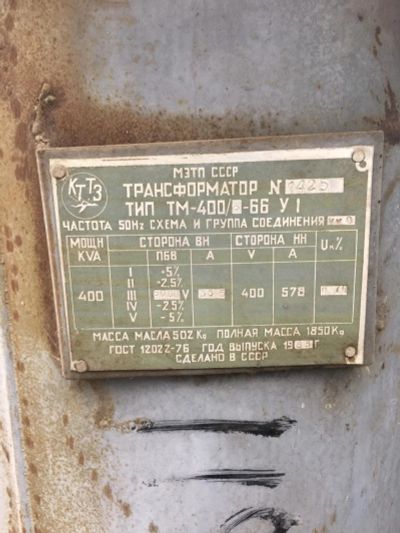 КТТЗ
МЭТП СССР
ТРАНСФОРМАТОР №
ТИП ТМ-400/ -66 У1
ЧАСТОТА 50Hz СХЕМА И ГРУППА СОЕДИНЕНИЯ
МОЩН KVA СТОРОНА ВН СТОРОНА НН Uк%
ПБВ A V A
I +5%
II +2.5%
400 III V 400 578
IV -2.5%
V -5%
МАССА МАСЛА 502 Kg ПОЛНАЯ МАССА 1850 Kg
ГОСТ 12022-76 ГОД ВЫПУСКА 19 Г
СДЕЛАНО В СССР